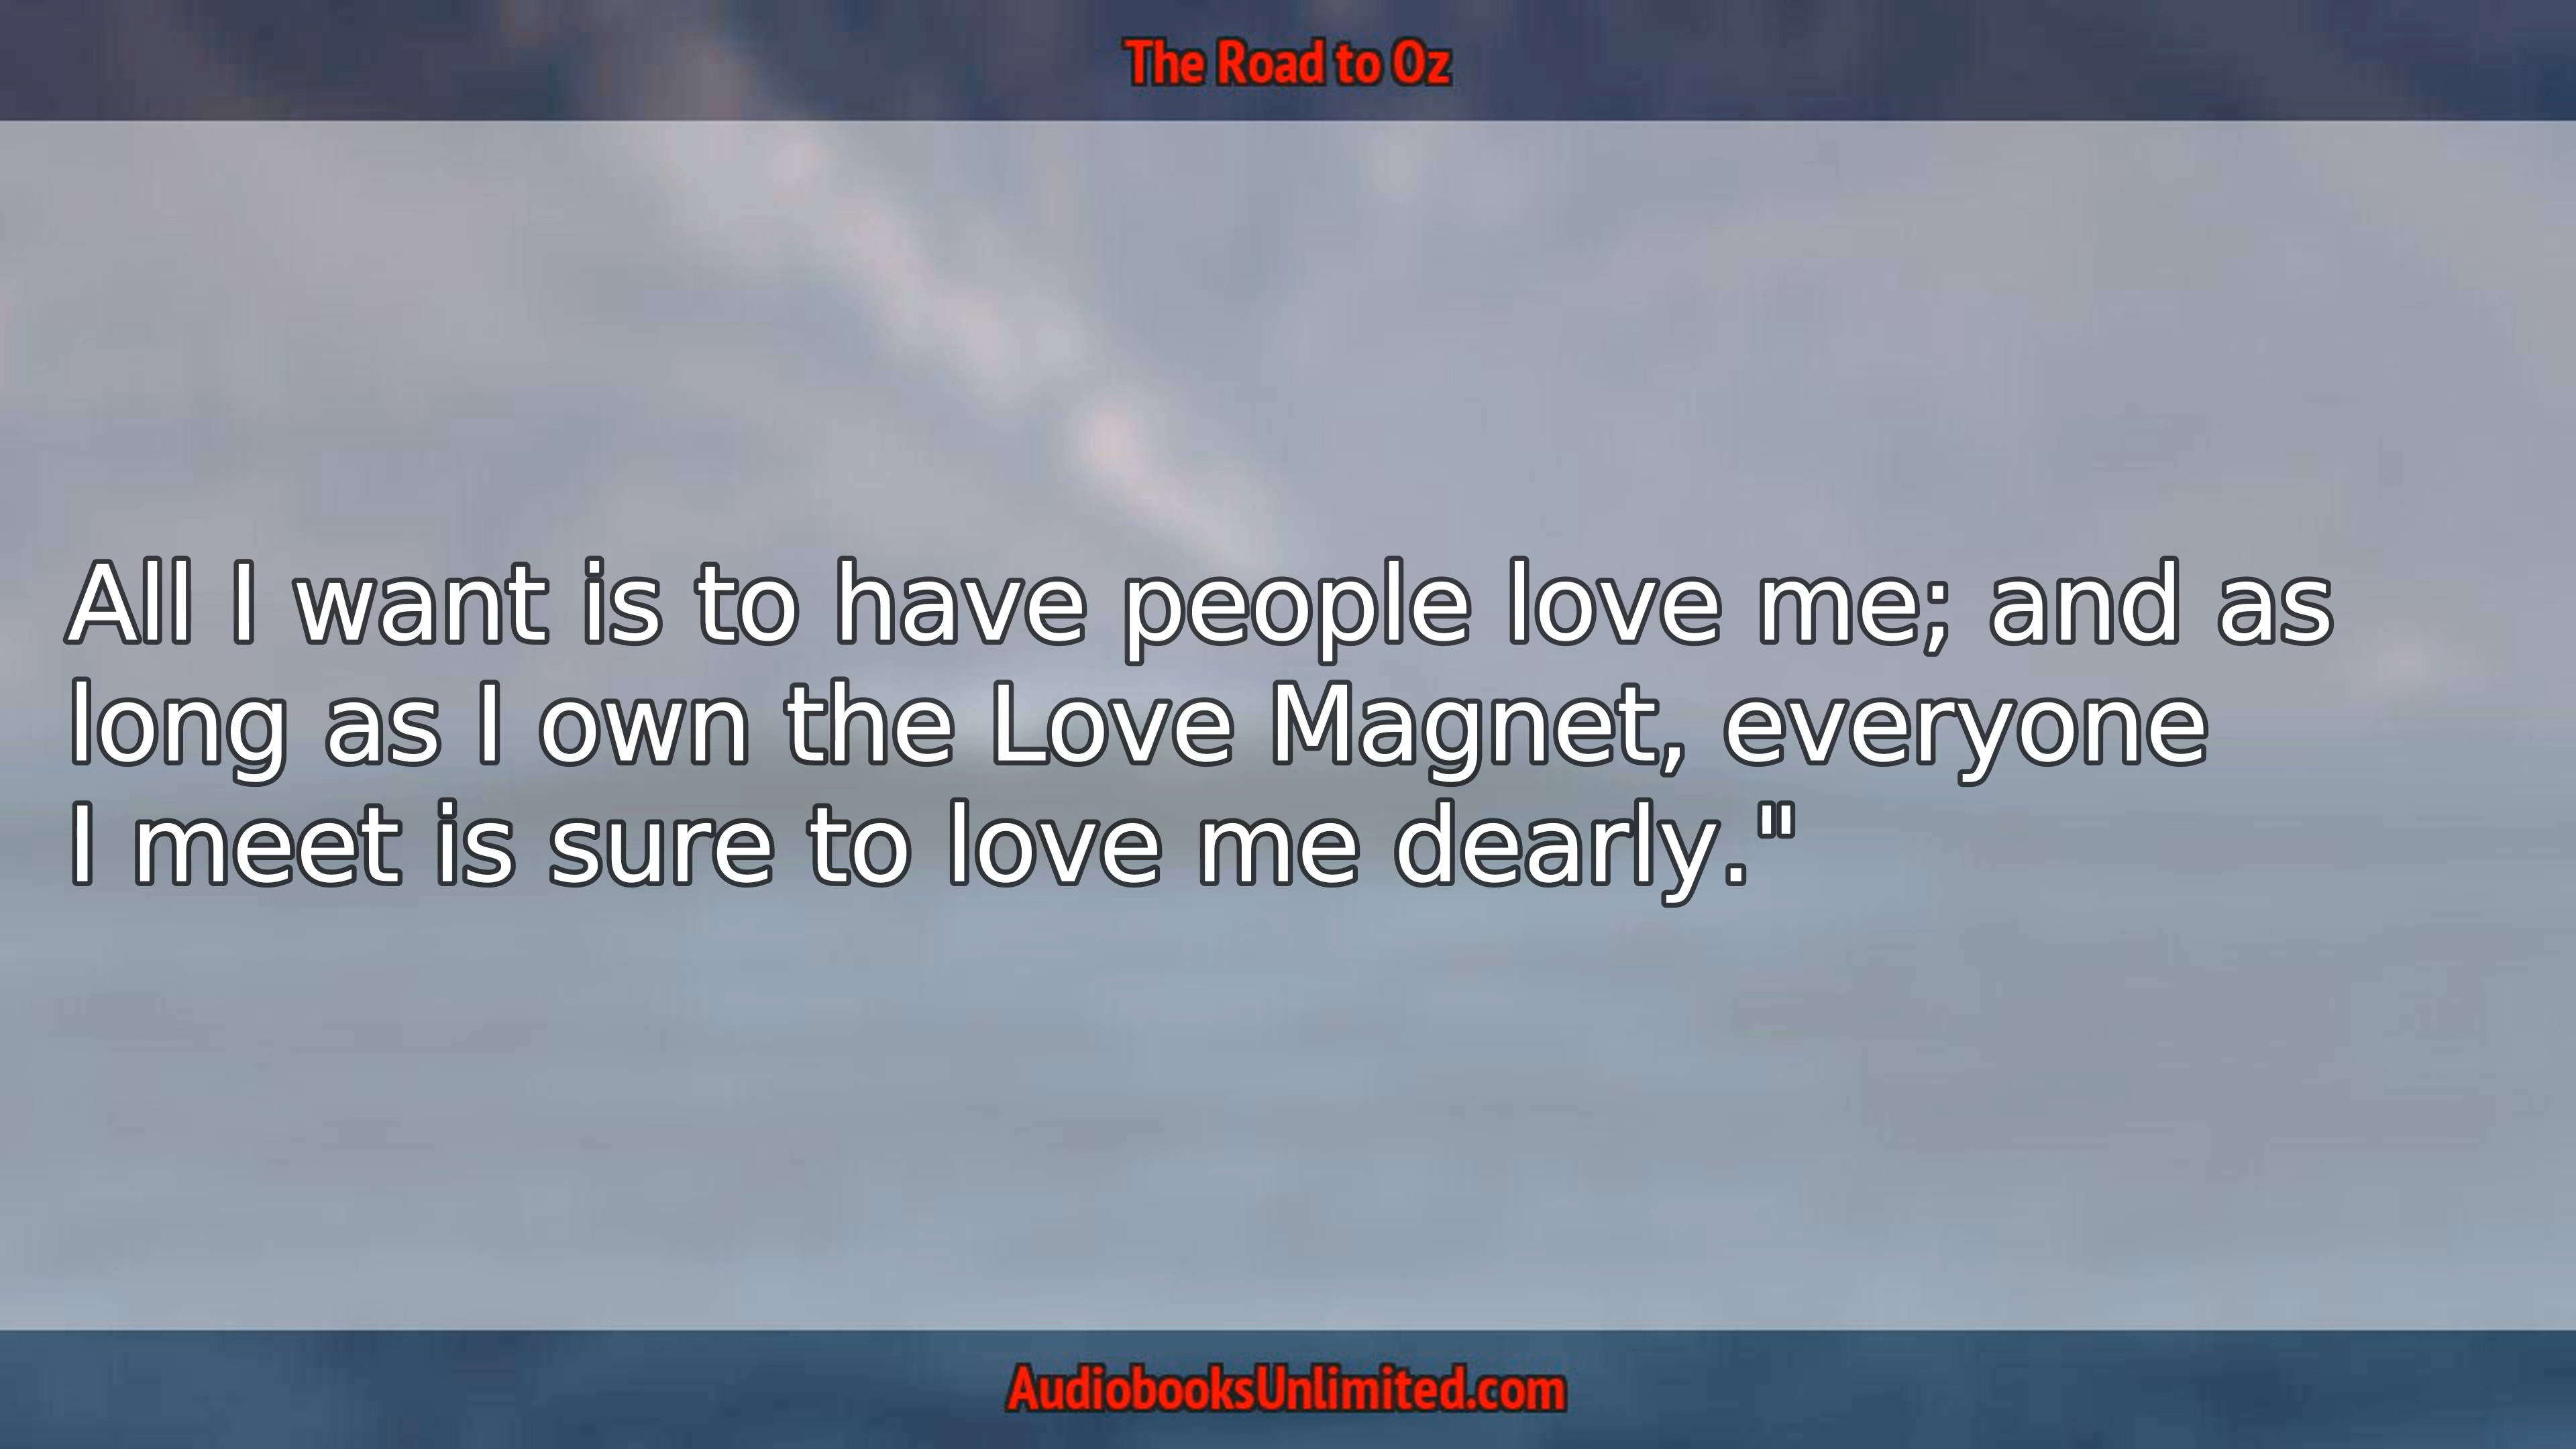 The Road to Oz
All I want is to have people love me; and as
long as I own the Love Magnet, everyone
I meet is sure to love me dearly."
AudiobooksUnlimited.com